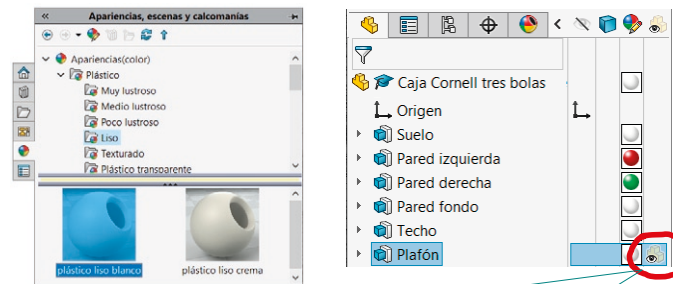 Apariencias, escenas y calcomanías
Apariencias(color)
Plástico
Muy lustroso
Medio lustroso
Poco lustroso
Liso
Texturado
Plástico transparente
plástico liso blanco
plástico liso crema
Caja Cornell tres bolas
Origen
Suelo
Pared izquierda
Pared derecha
Pared fondo
Techo
Plafón